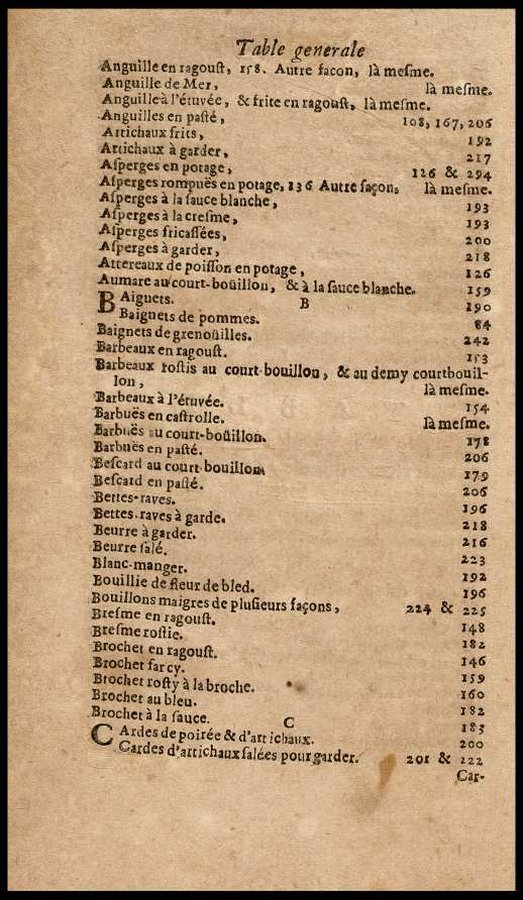 Table generale
Anguille en ragouſt, 158. Autre facon, là meſme.
Anguille de Mer, là meſme.
Anguille à l'étuvée, & frite en ragouſt, là meſme.
Anguilles en paſté, 108, 167, 206
Artichaux frits, 192
Artichaux à garder, 217
Aſperges en potage, 126 & 294
Aſperges rompuës en potage, 136 Autre façon, là meſme.
Aſperges à la ſauce blanche, 193
Aſperges à la creſme, 193
Aſperges fricaſſées, 200
Aſperges à garder, 218
Attereaux de poiſſon en potage, 126
Aumare au court-boüillon, & à la ſauce blanche. 159
B
BAiguets. 190
Baignets de pommes. 84
Baignets de grenoüilles. 242
Barbeaux en ragouſt. 153
Barbeaux roſtis au court-bouillon, & au demy courtbouil-
lon, là meſme.
Barbeaux à l'étuvée. 154
Barbuës en caſtrolle. là meſme.
Barbuës au court-boüillon. 178
Barbuës en paſté. 206
Beſcard au court bouillon 179
Beſcard en paſté. 206
Bettes-raves. 196
Bettes-raves à garde. 218
Beurre à garder. 216
Beurre ſalé. 223
Blanc-manger. 192
Bouillie de fleur de bled. 196
Bouillons maigres de pluſieurs façons, 224 & 225
Breſme en ragouſt. 148
Breſme roſtie. 182
Brochet en ragouſt. 146
Brochet farcy. 159
Brochet roſty à la broche. 160
Brochet au bleu. 182
Brochet à la ſauce. 183
C
CArdes de poirée & d'artichaux. 200
Cardes d'artichaux ſalées pour garder. 201 & 122
Car-